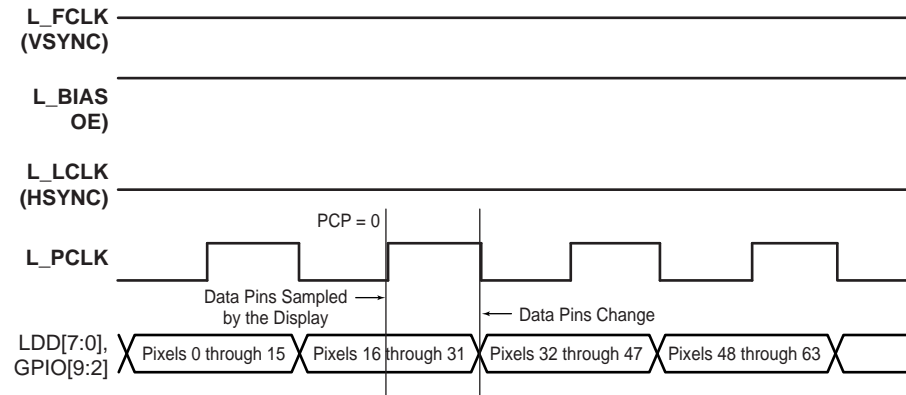 L_FCLK
(VSYNC)
L_BIAS
OE)
L_LCLK
(HSYNC)
PCP = 0
L_PCLK
Data Pins Sampled
by the Display
Data Pins Change
LDD[7:0],
GPIO[9:2]
Pixels 0 through 15
Pixels 16 through 31
Pixels 32 through 47
Pixels 48 through 63